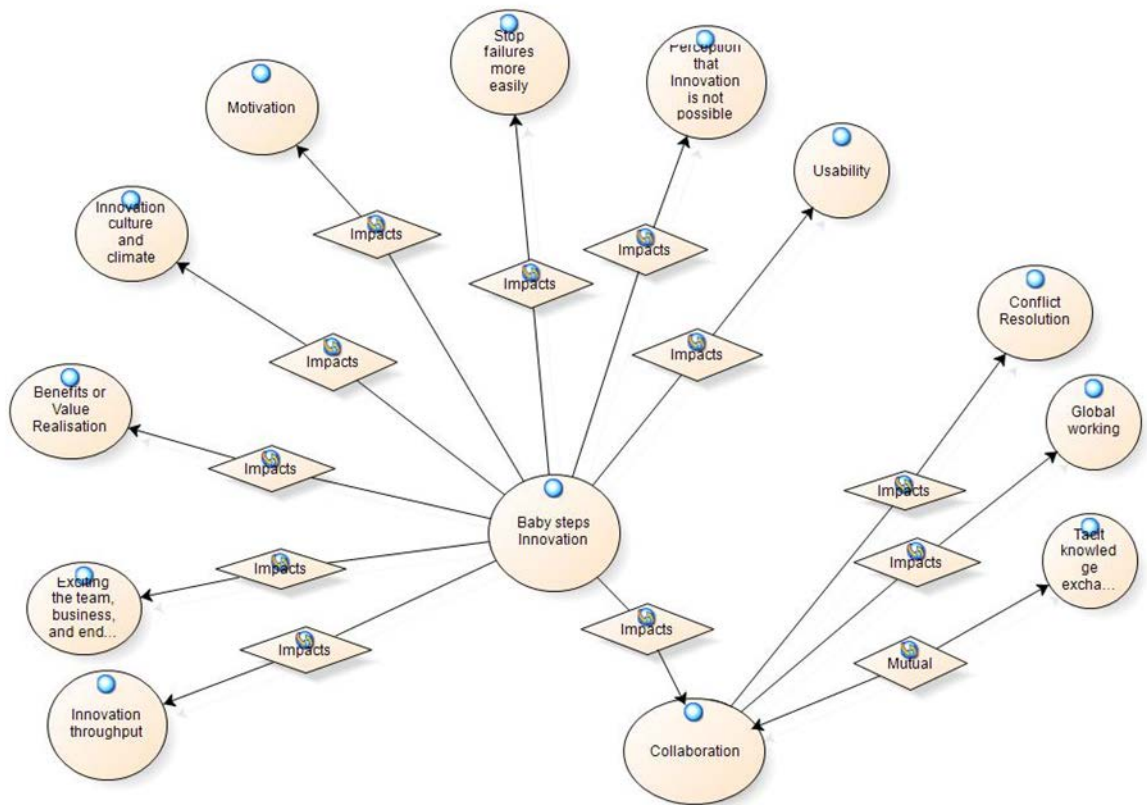 Stop
failures
more
easily
Perception
that
Innovation
is not
possible
Motivation
Usability
Innovation
culture
and
climate
Impacts
Impacts
Impacts
Conflict
Resolution
Impacts
Impacts
Benefits or
Value
Realisation
Global
working
Impacts
Impacts
Baby steps
Innovation
Tacit
knowled
ge
excha...
Impacts
Impacts
Exciting
the team,
business,
and end...
Impacts
Impacts
Mutual
Innovation
throughput
Collaboration